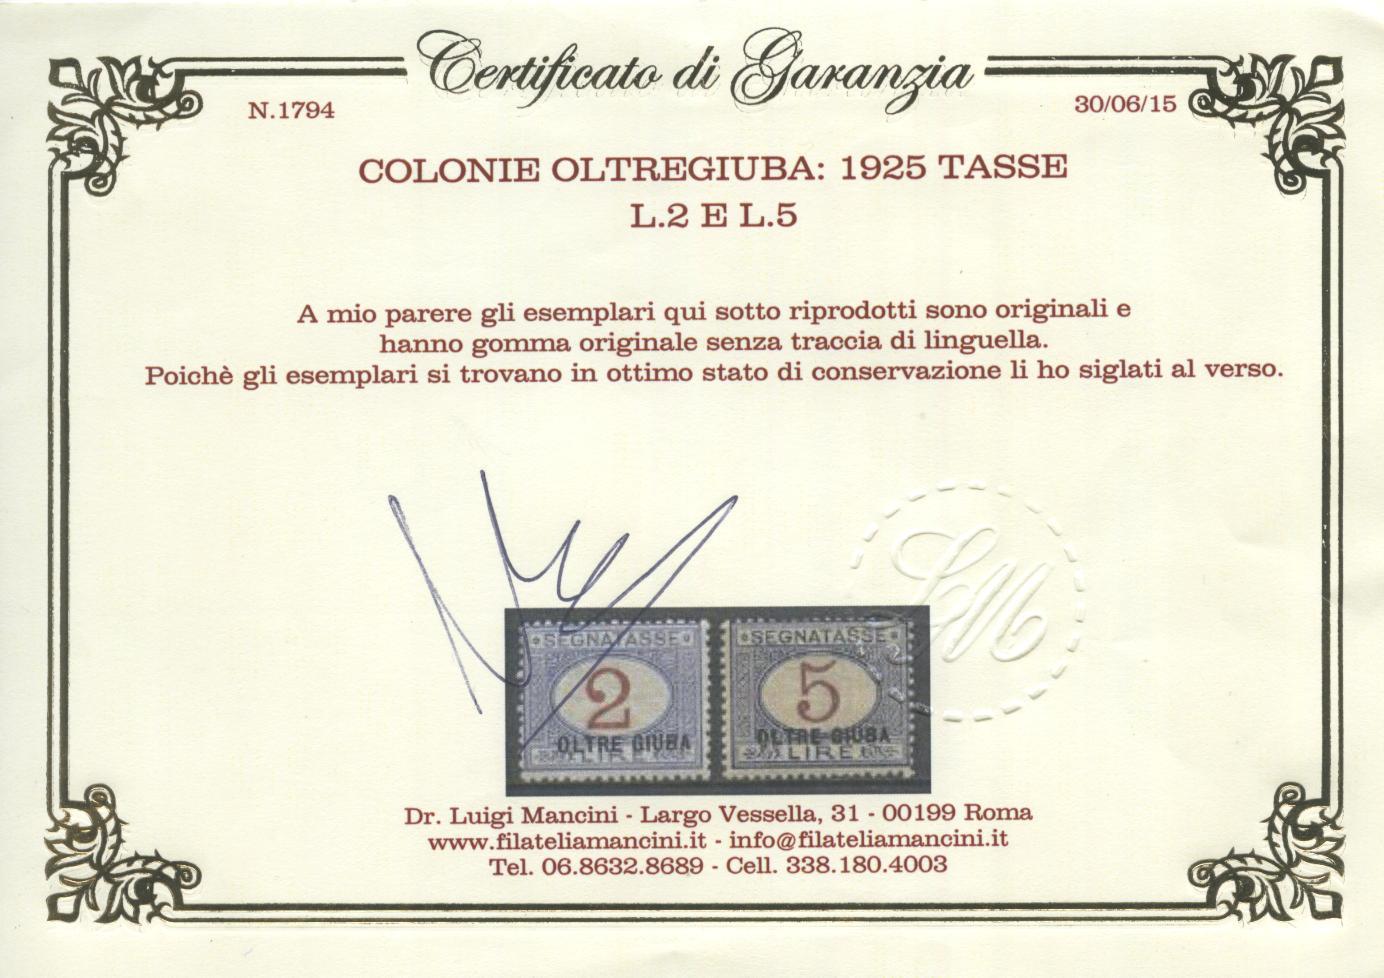 Certificato di Garanzia
N.1794
30/06/15
COLONIE OLTREGIUBA: 1925 TASSE
L.2 E L.5
A mio parere gli esemplari qui sotto riprodotti sono originali e
hanno gomma originale senza traccia di linguella.
Poichè gli esemplari si trovano in ottimo stato di conservazione li ho siglati al verso.
SEGNATASSE
2
OLTRE GIUBA
LIRE
SEGNATASSE
5
OLTRE GIUBA
LIRE
Dr. Luigi Mancini - Largo Vessella, 31 - 00199 Roma
www.filateliamancini.it - info@filateliamancini.it
Tel. 06.8632.8689 - Cell. 338.180.4003